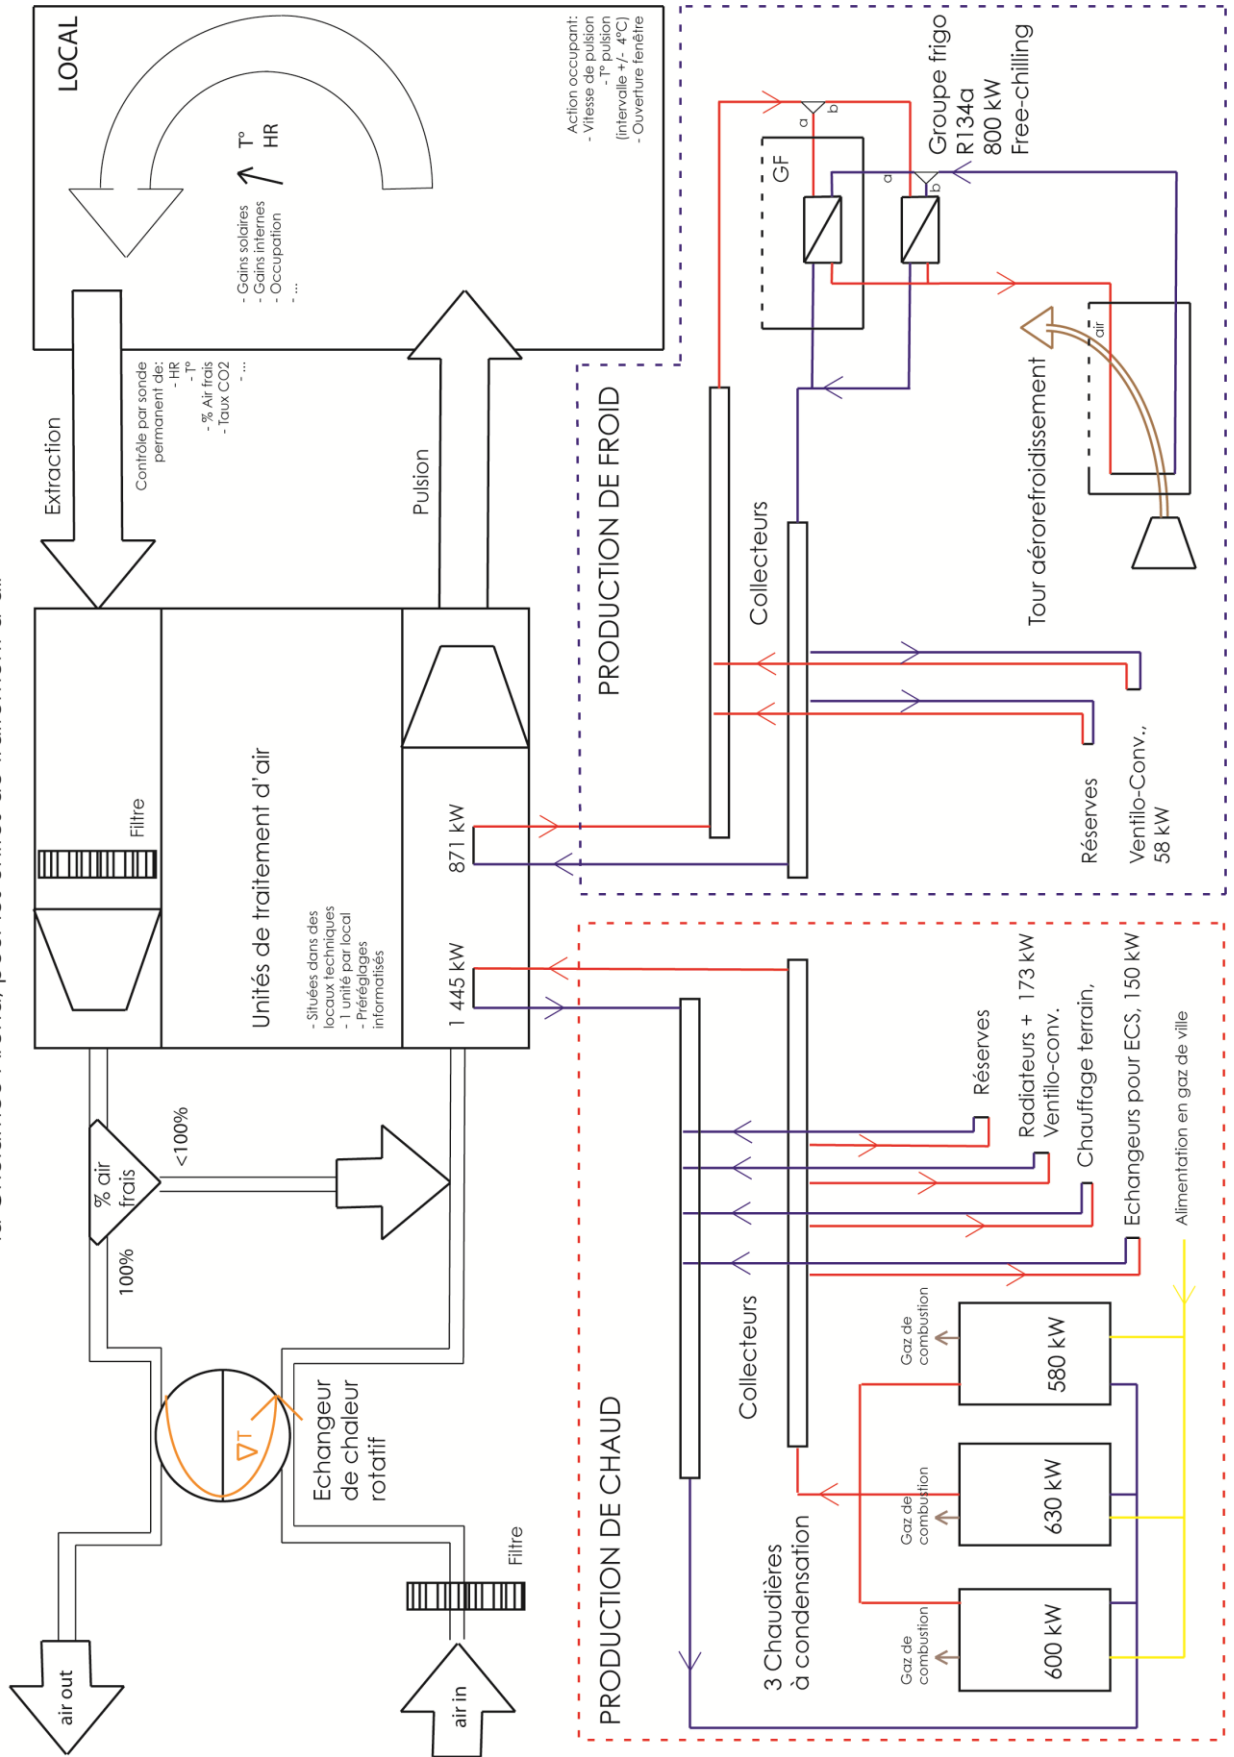 air out
air in
Filtre
Echangeur
de chaleur
rotatif
∇T
100%
% air
frais
<100%
Filtre
Unités de traitement d'air
- Situées dans des
locaux techniques
- 1 unité par local
- Préréglages
informatisés
1 445 kW
871 kW
Extraction
Contrôle par sonde
permanent de:
- HR
- T°
- % Air frais
- Taux CO2
- ...
Pulsion
LOCAL
- Gains solaires
- Gains internes
- Occupation
- ...
T°
HR
Action occupant:
- Vitesse de pulsion
- T° pulsion
(intervalle +/- 4°C)
- Ouverture fenêtre
PRODUCTION DE CHAUD
3 Chaudières
à condensation
Collecteurs
Gaz de
combustion
600 kW
Gaz de
combustion
630 kW
Gaz de
combustion
580 kW
Réserves
Radiateurs + 173 kW
Ventilo-conv.
Chauffage terrain,
Echangeurs pour ECS, 150 kW
Alimentation en gaz de ville
PRODUCTION DE FROID
Collecteurs
Réserves
Ventilo-Conv.,
58 kW
GF
a
b
a
b
Groupe frigo
R134a
800 kW
Free-chilling
Tour aérorefroidissement
air